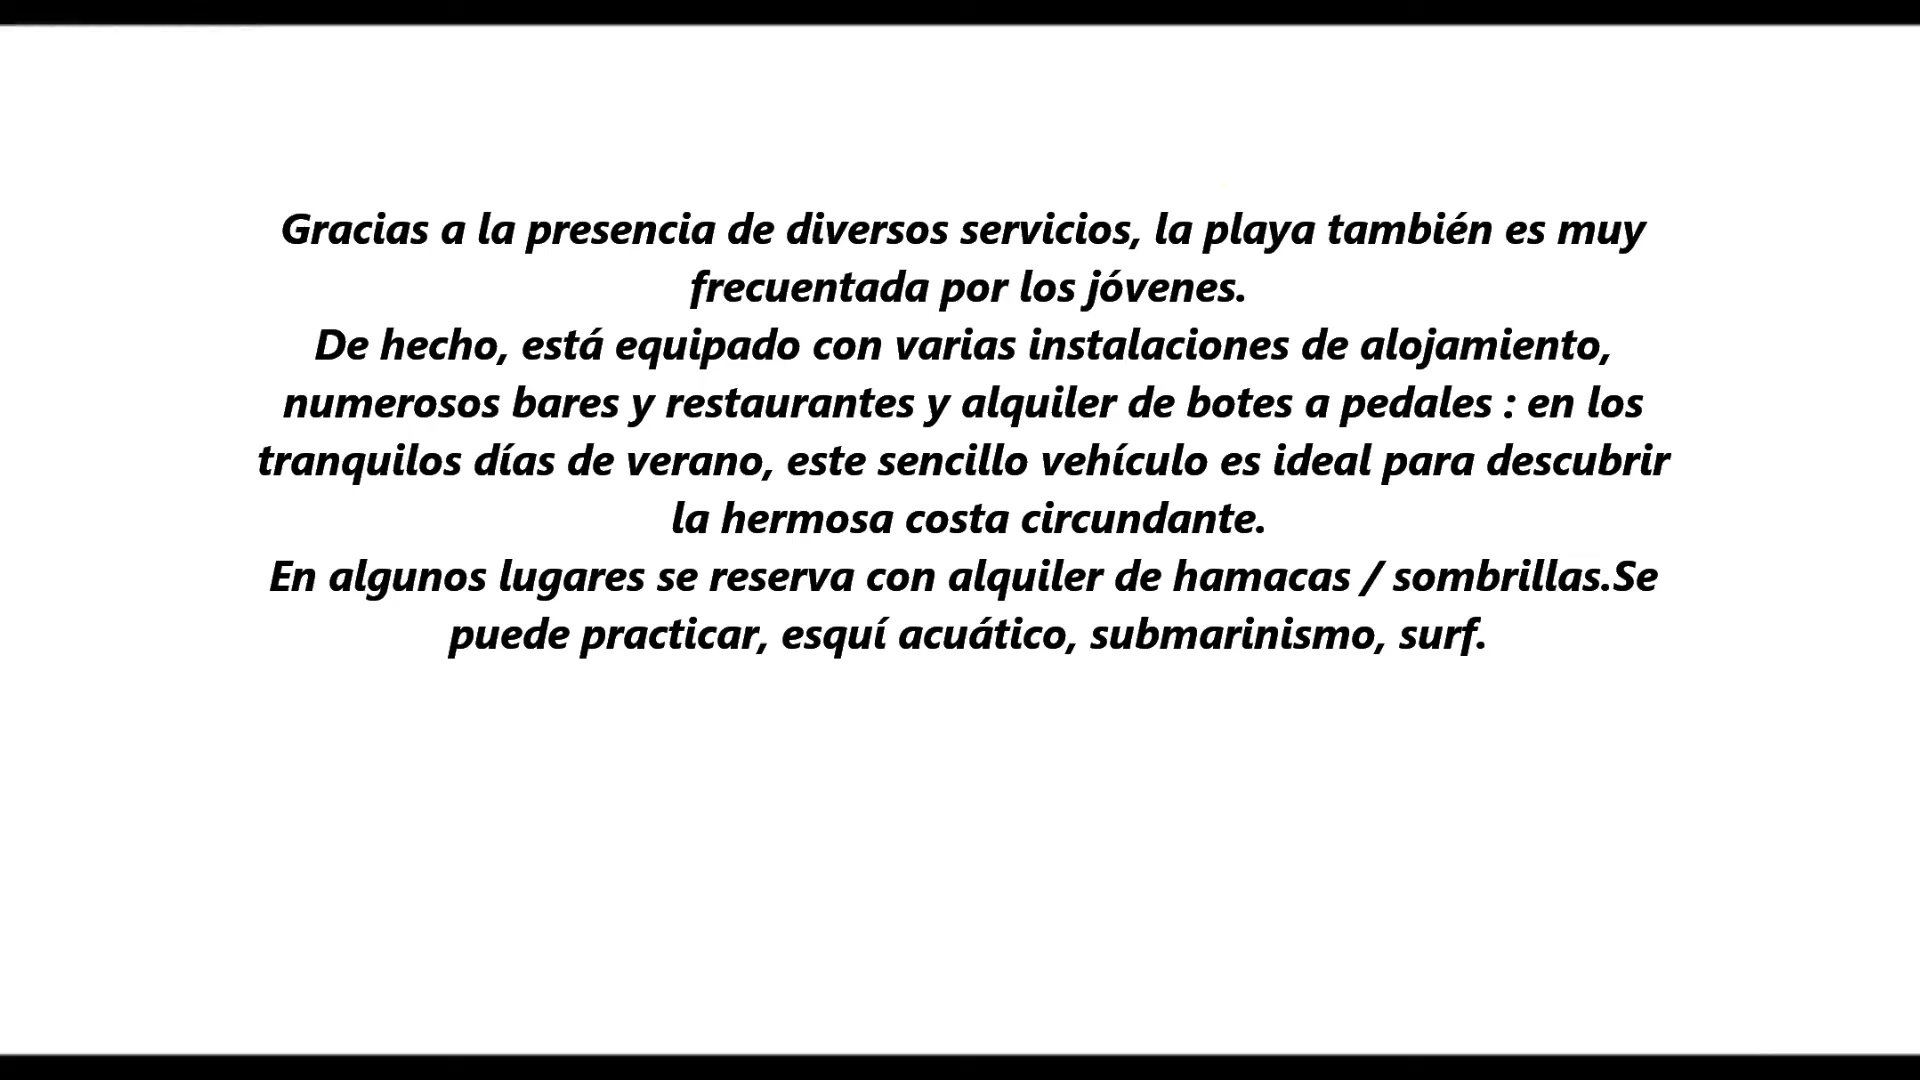 Gracias a la presencia de diversos servicios, la playa también es muy
frecuentada por los jóvenes.
De hecho, está equipado con varias instalaciones de alojamiento,
numerosos bares y restaurantes y alquiler de botes a pedales : en los
tranquilos días de verano, este sencillo vehículo es ideal para descubrir
la hermosa costa circundante.
En algunos lugares se reserva con alquiler de hamacas / sombrillas.Se
puede practicar, esquí acuático, submarinismo, surf.